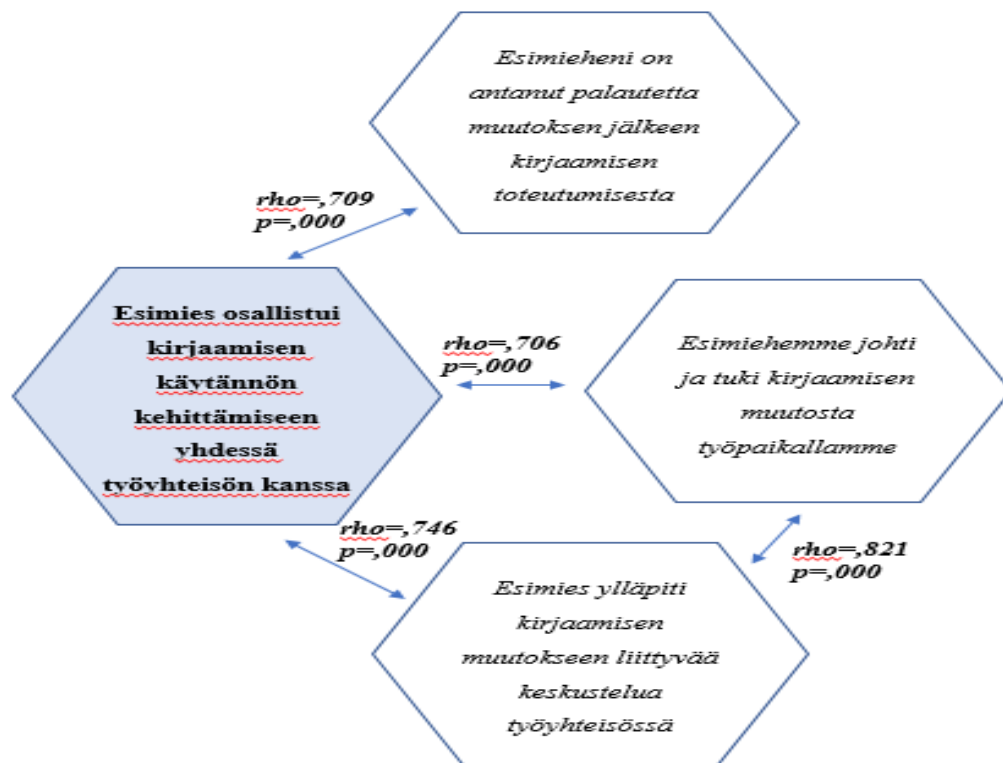 Esimieheni on
antanut palautetta
muutoksen jälkeen
kirjaamisen
toteutumisesta
rho=,709
p=,000
Esimies osallistui
kirjaamisen
käytännön
kehittämiseen
yhdessä
työyhteisön kanssa
rho=,706
p=,000
Esimiehemme johti
ja tuki kirjaamisen
muutosta
työpaikallamme
rho=,746
p=,000
rho=,821
p=,000
Esimies ylläpiti
kirjaamisen
muutokseen liittyvää
keskustelua
työyhteisössä